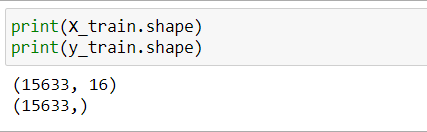 print(X_train.shape)
print(y_train.shape)
(15633, 16)
(15633,)